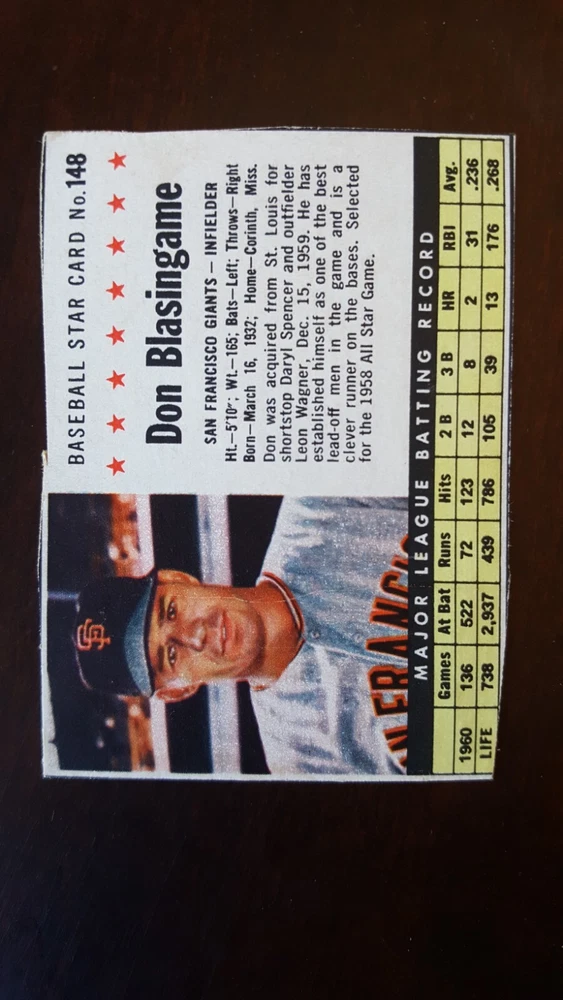 BASEBALL STAR CARD No. 148
Don Blasingame
SAN FRANCISCO GIANTS — INFIELDER
Ht.—5'10"; Wt.—165; Bats—Left; Throws—Right
Born—March 16, 1932; Home—Corinth, Miss.
Don was acquired from St. Louis for
shortstop Daryl Spencer and outfielder
Leon Wagner, Dec. 15, 1959. He has
established himself as one of the best
lead-off men in the game and is a
clever runner on the bases. Selected
for the 1958 All Star Game.
SF
N FRANCIS
MAJOR LEAGUE BATTING RECORD
Games At Bat Runs Hits 2 B 3 B HR RBI Avg.
1960 136 522 72 123 12 8 2 31 .236
LIFE 738 2,937 439 786 105 39 13 176 .268